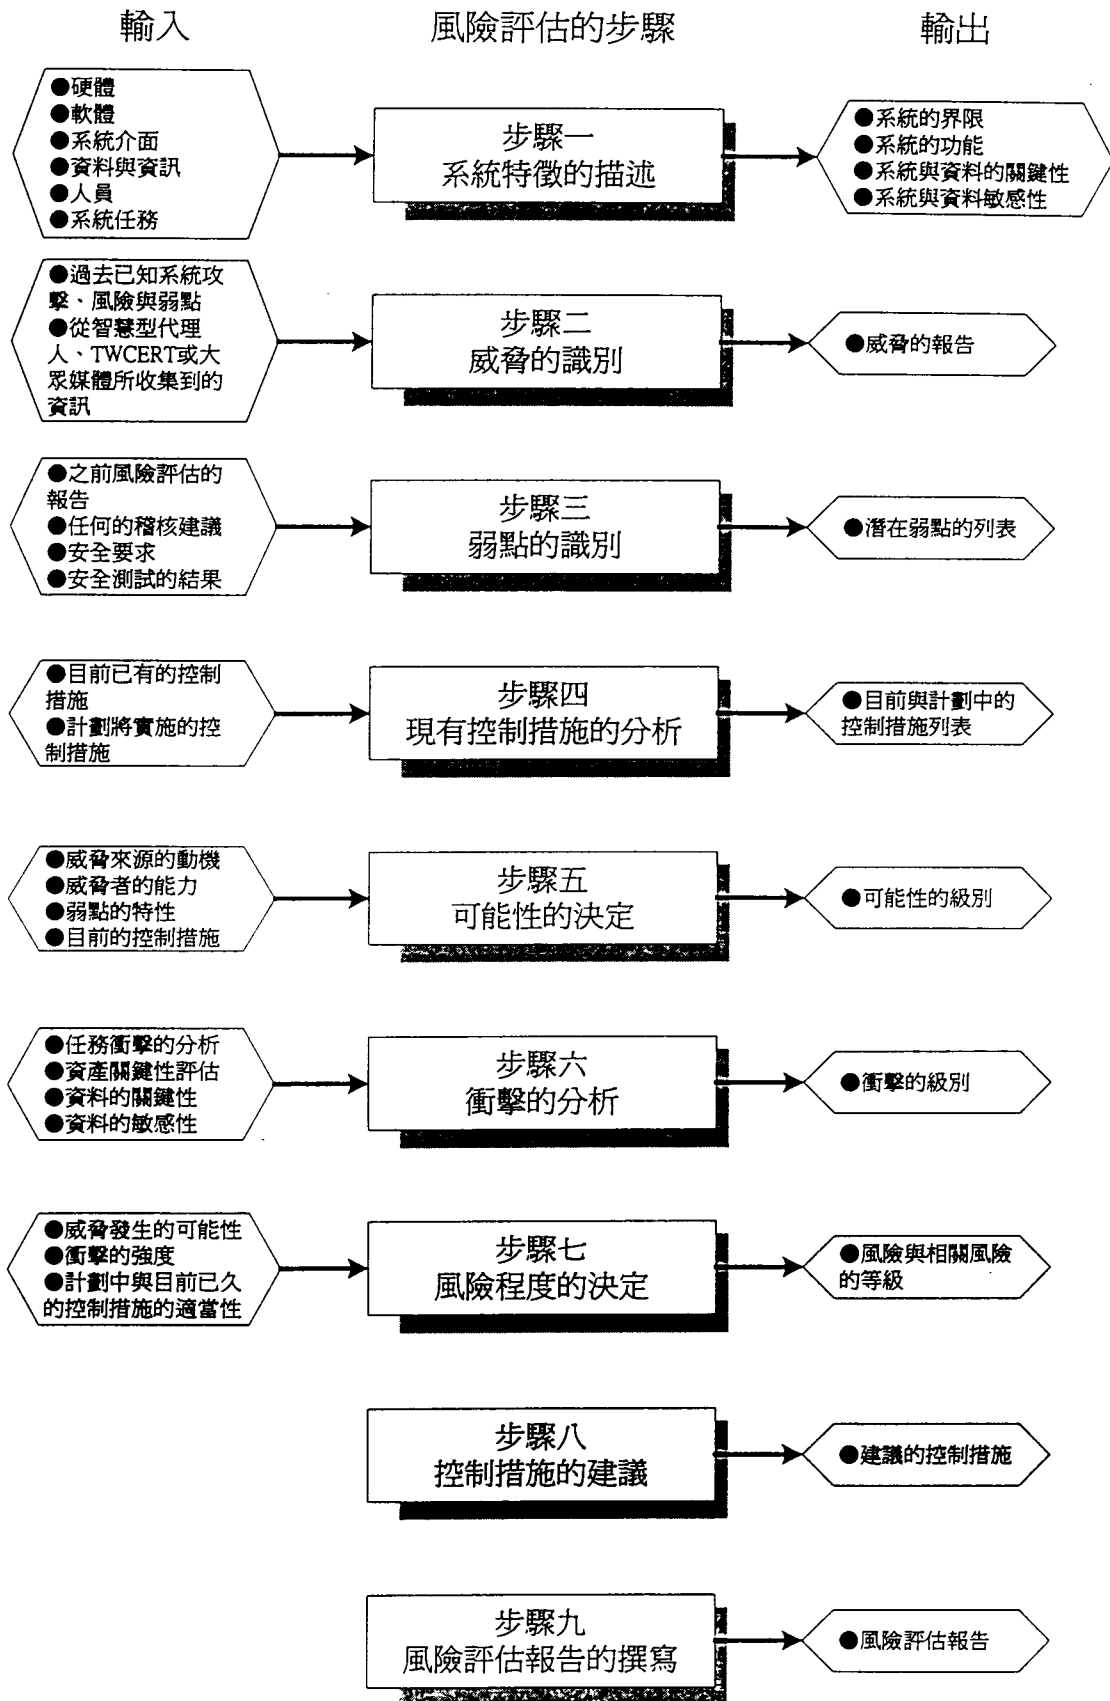 輸入
風險評估的步驟
輸出
●硬體
●軟體
●系統介面
●資料與資訊
●人員
●系統任務
步驟一
系統特徵的描述
●系統的界限
●系統的功能
●系統與資料的關鍵性
●系統與資料敏感性
●過去已知系統攻
擊、風險與弱點
●從智慧型代理
人、TWCERT或大
眾媒體所收集到的
資訊
步驟二
威脅的識別
●威脅的報告
●之前風險評估的
報告
●任何的稽核建議
●安全要求
●安全測試的結果
步驟三
弱點的識別
●潛在弱點的列表
●目前已有的控制
措施
●計劃將實施的控
制措施
步驟四
現有控制措施的分析
●目前與計劃中的
控制措施列表
●威脅來源的動機
●威脅者的能力
●弱點的特性
●目前的控制措施
步驟五
可能性的決定
●可能性的級別
●任務衝擊的分析
●資產關鍵性評估
●資料的關鍵性
●資料的敏感性
步驟六
衝擊的分析
●衝擊的級別
●威脅發生的可能性
●衝擊的強度
●計劃中與目前已久
的控制措施的適當性
步驟七
風險程度的決定
●風險與相關風險
的等級
步驟八
控制措施的建議
●建議的控制措施
步驟九
風險評估報告的撰寫
●風險評估報告